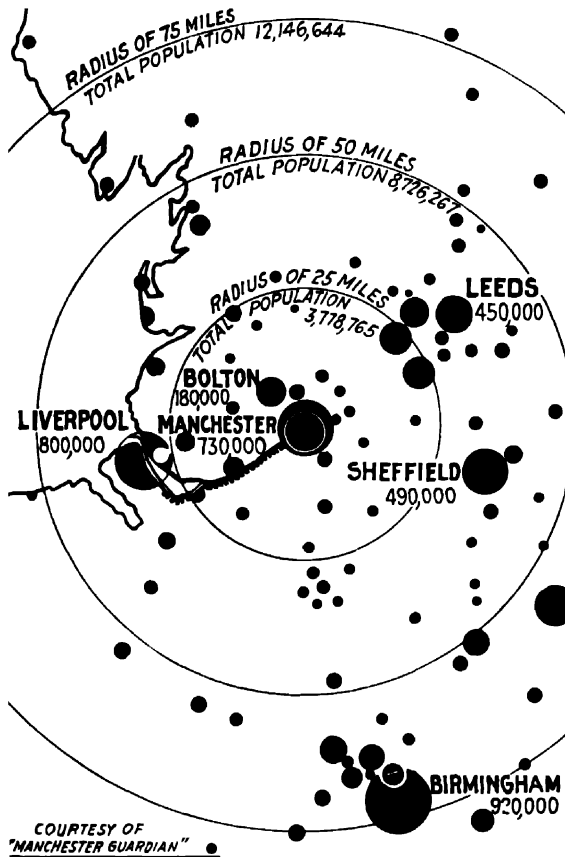 RADIUS OF 75 MILES
TOTAL POPULATION 12,146,644
RADIUS OF 50 MILES
TOTAL POPULATION 8,726,267
RADIUS OF 25 MILES
TOTAL POPULATION
3,778,765
LEEDS
450,000
BOLTON
180,000
LIVERPOOL
800,000
MANCHESTER
730,000
SHEFFIELD
490,000
BIRMINGHAM
920,000
COURTESY OF
"MANCHESTER GUARDIAN"